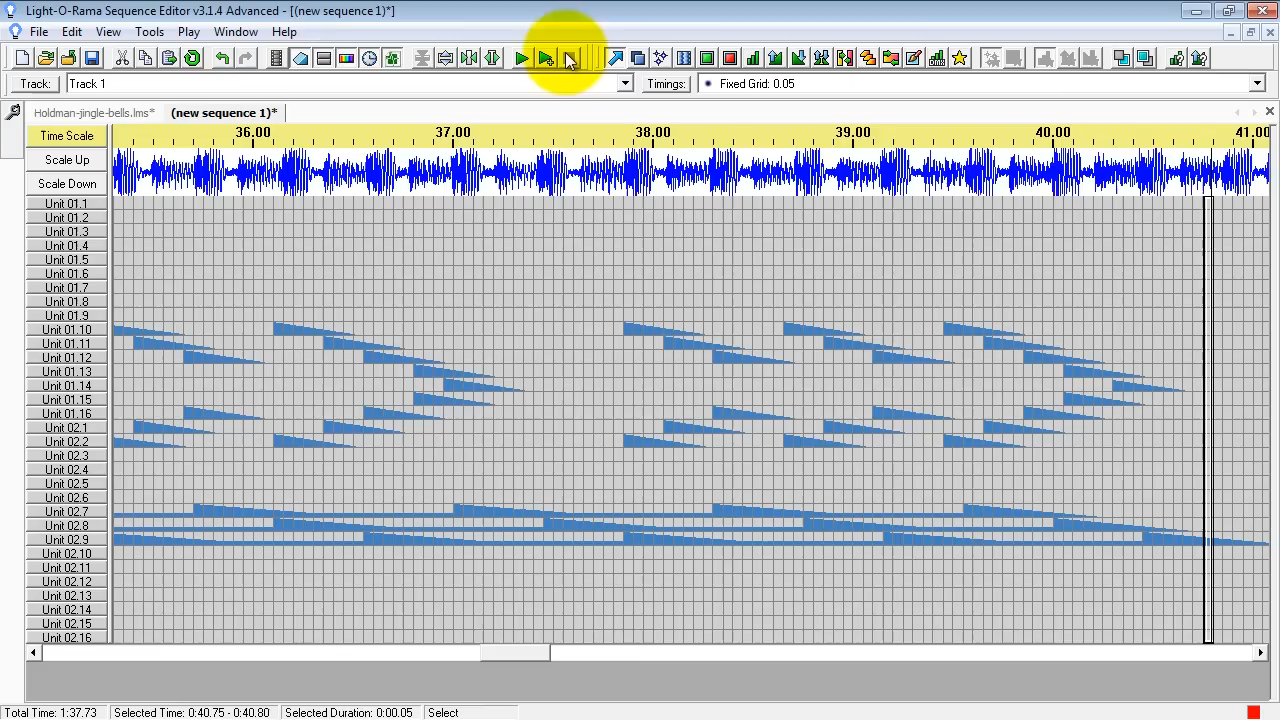 Light-O-Rama Sequence Editor v3.1.4 Advanced - [(new sequence 1)*]
File Edit View Tools Play Window Help
Track: Track 1 Timings: Fixed Grid: 0.05
Holdman-jingle-bells.lms* (new sequence 1)*
Time Scale 36.00 37.00 38.00 39.00 40.00 41.00
Scale Up
Scale Down
Unit 01.1
Unit 01.2
Unit 01.3
Unit 01.4
Unit 01.5
Unit 01.6
Unit 01.7
Unit 01.8
Unit 01.9
Unit 01.10
Unit 01.11
Unit 01.12
Unit 01.13
Unit 01.14
Unit 01.15
Unit 01.16
Unit 02.1
Unit 02.2
Unit 02.3
Unit 02.4
Unit 02.5
Unit 02.6
Unit 02.7
Unit 02.8
Unit 02.9
Unit 02.10
Unit 02.11
Unit 02.12
Unit 02.13
Unit 02.14
Unit 02.15
Unit 02.16
Total Time: 1:37.73 Selected Time: 0:40.75 - 0:40.80 Selected Duration: 0:00.05 Select